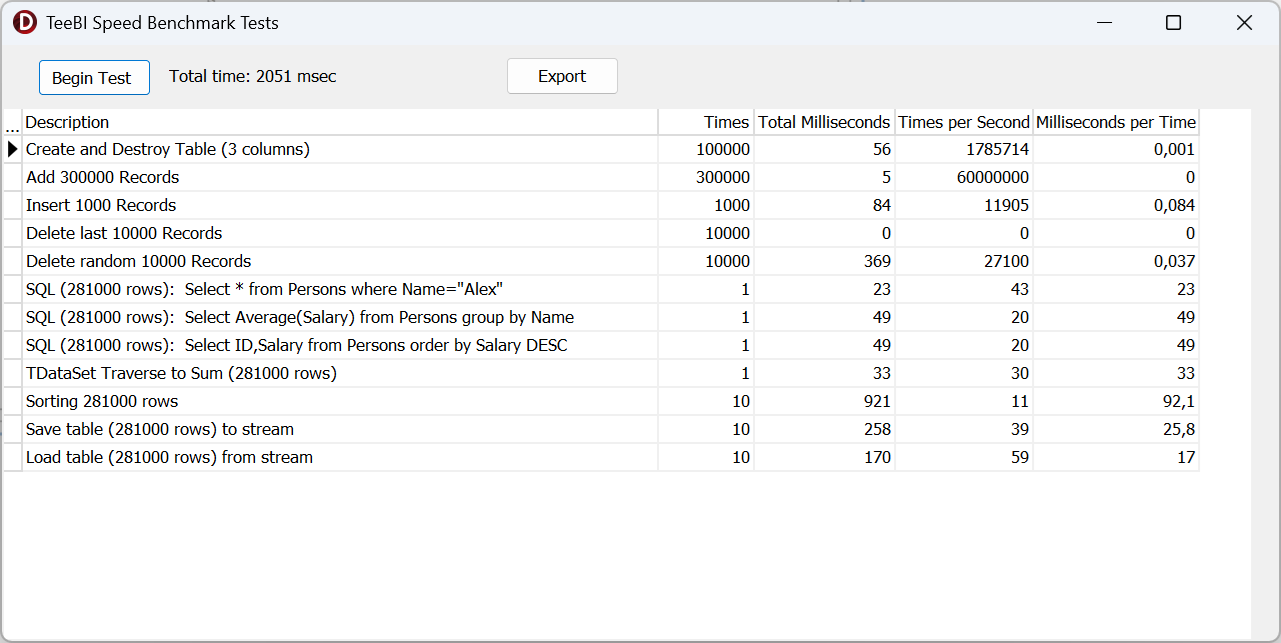 TeeBI Speed Benchmark Tests
Begin Test Total time: 2051 msec Export
... Description Times Total Milliseconds Times per Second Milliseconds per Time
Create and Destroy Table (3 columns) 100000 56 1785714 0,001
Add 300000 Records 300000 5 60000000 0
Insert 1000 Records 1000 84 11905 0,084
Delete last 10000 Records 10000 0 0 0
Delete random 10000 Records 10000 369 27100 0,037
SQL (281000 rows):  Select * from Persons where Name="Alex" 1 23 43 23
SQL (281000 rows):  Select Average(Salary) from Persons group by Name 1 49 20 49
SQL (281000 rows):  Select ID,Salary from Persons order by Salary DESC 1 49 20 49
TDataSet Traverse to Sum (281000 rows) 1 33 30 33
Sorting 281000 rows 10 921 11 92,1
Save table (281000 rows) to stream 10 258 39 25,8
Load table (281000 rows) from stream 10 170 59 17